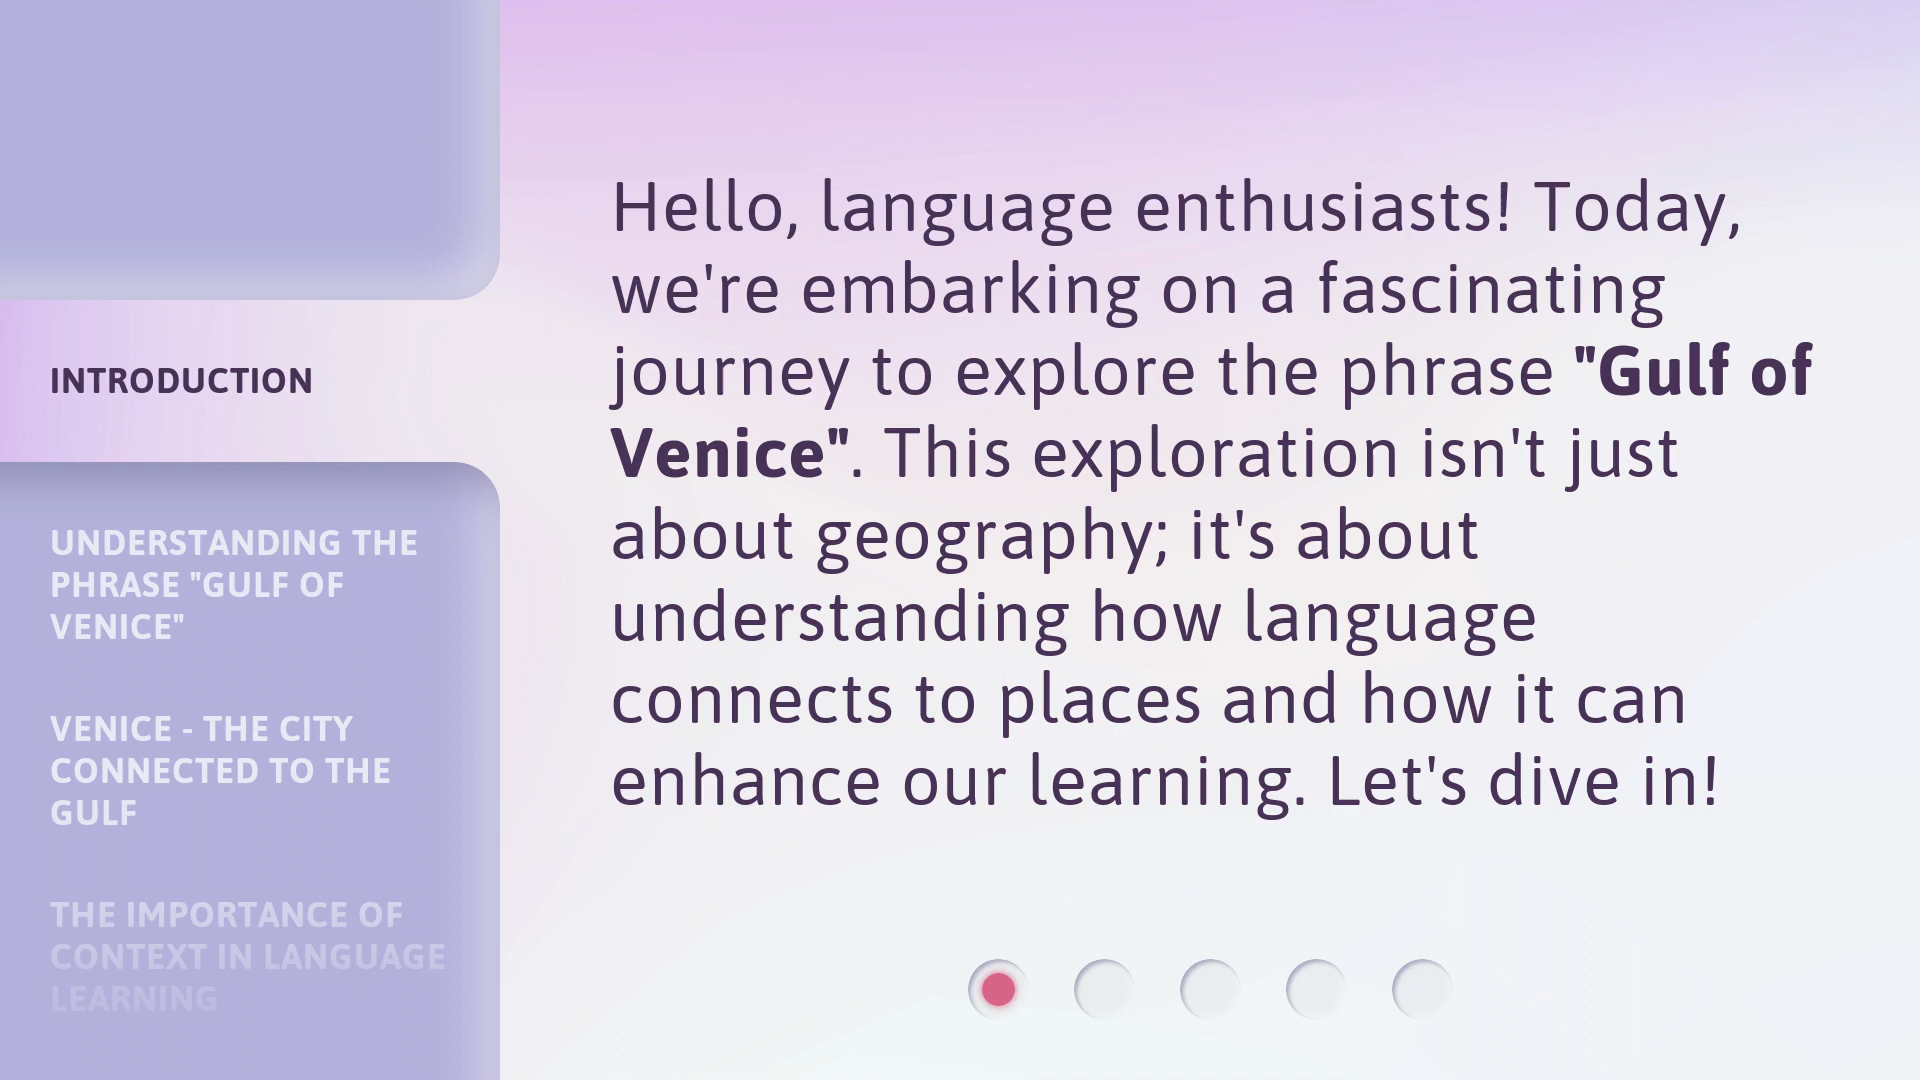 INTRODUCTION
UNDERSTANDING THE
PHRASE "GULF OF
VENICE"
VENICE - THE CITY
CONNECTED TO THE
GULF
THE IMPORTANCE OF
CONTEXT IN LANGUAGE
LEARNING
Hello, language enthusiasts! Today,
we're embarking on a fascinating
journey to explore the phrase "Gulf of
Venice". This exploration isn't just
about geography; it's about
understanding how language
connects to places and how it can
enhance our learning. Let's dive in!